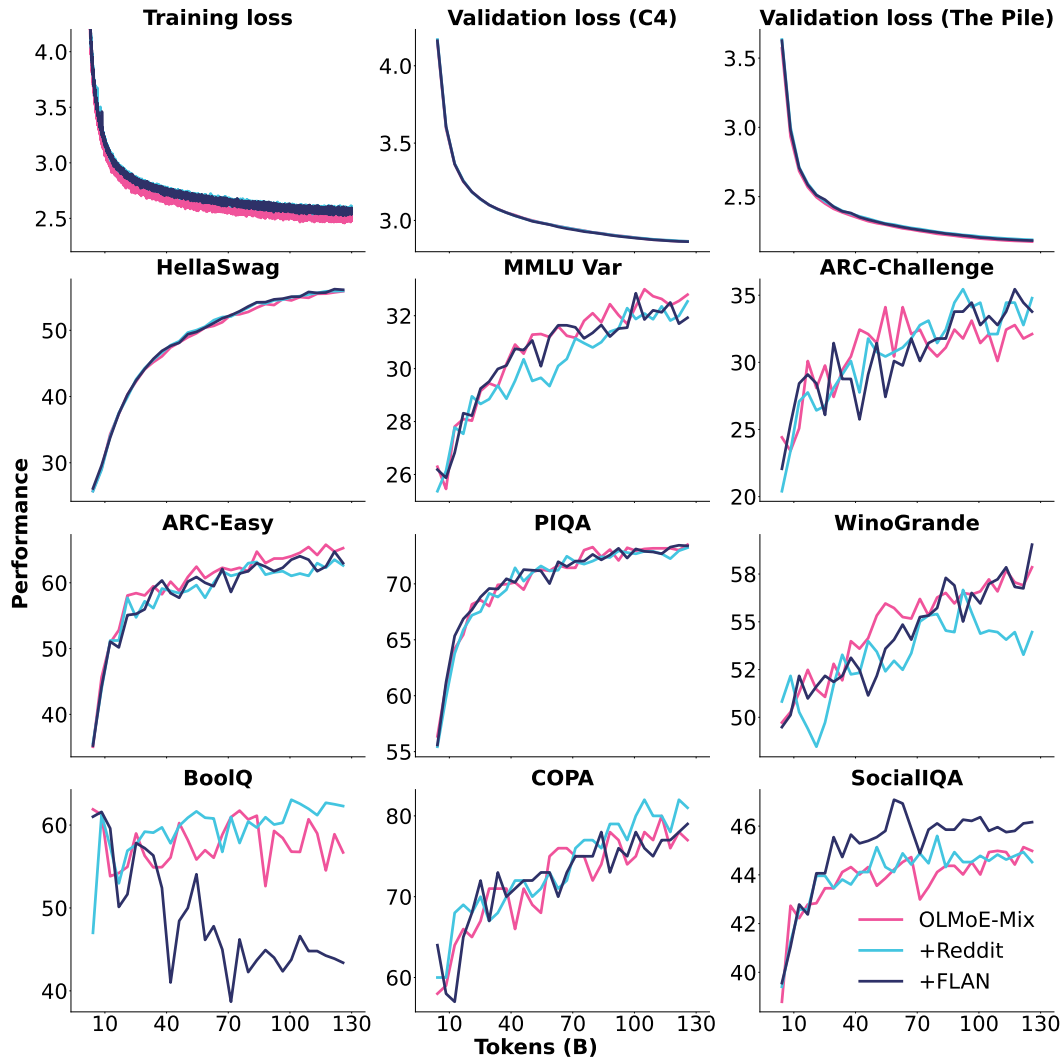 Training loss
Validation loss (C4)
Validation loss (The Pile)
4.0
3.5
3.0
2.5
4.0
3.5
3.0
3.5
3.0
2.5
HellaSwag
MMLU Var
ARC-Challenge
50
40
30
32
30
28
26
35
30
25
20
ARC-Easy
PIQA
WinoGrande
60
50
40
70
65
60
55
58
55
52
50
BoolQ
COPA
SocialIQA
60
50
40
80
70
60
46
44
42
40
OLMoE-Mix
+Reddit
+FLAN
10 40 70 100 130
10 40 70 100 130
10 40 70 100 130
Performance
Tokens (B)